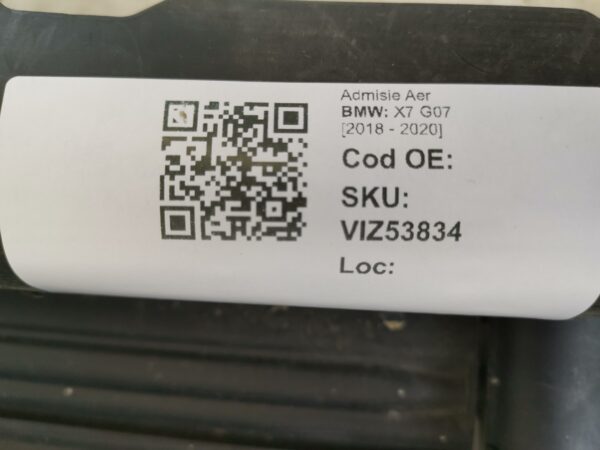 Admisie Aer
BMW: X7 G07
[2018 - 2020]
Cod OE:
SKU:
VIZ53834
Loc: